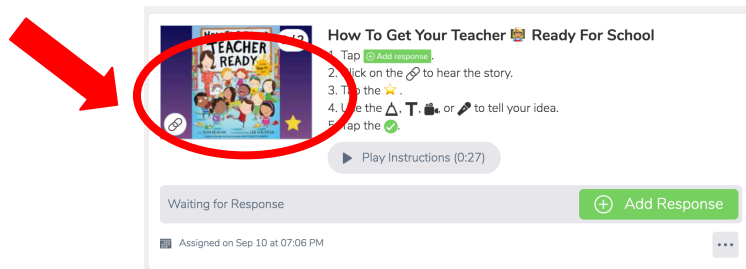 How To Get Your Teacher Ready For School
1. Tap Add response.
2. Click on the to hear the story.
3. Tap the .
4. Use the , T, , or to tell your idea.
5. Tap the .
Play Instructions (0:27)
Waiting for Response
Add Response
Assigned on Sep 10 at 07:06 PM
TEACHER
READY